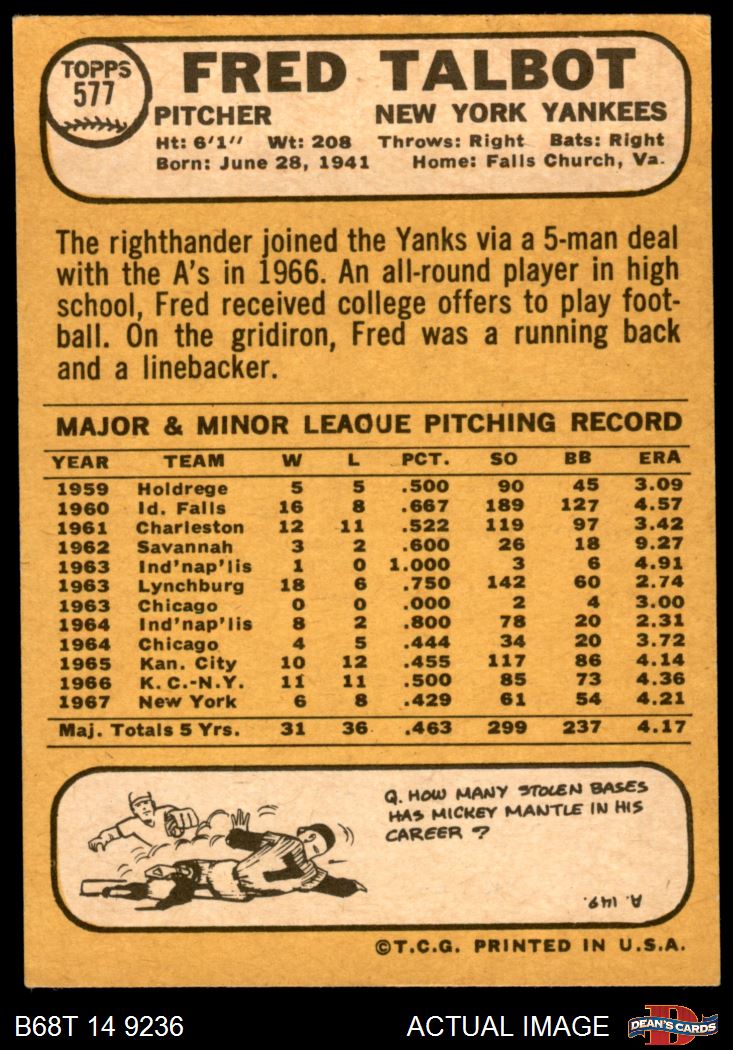 TOPPS
577
FRED TALBOT
PITCHER NEW YORK YANKEES
Ht: 6'1" Wt: 208 Throws: Right Bats: Right
Born: June 28, 1941 Home: Falls Church, Va.
The righthander joined the Yanks via a 5-man deal
with the A's in 1966. An all-round player in high
school, Fred received college offers to play foot-
ball. On the gridiron, Fred was a running back
and a linebacker.
MAJOR & MINOR LEAGUE PITCHING RECORD
YEAR TEAM W L PCT. SO BB ERA
1959 Holdrege 5 5 .500 90 45 3.09
1960 Id. Falls 16 8 .667 189 127 4.57
1961 Charleston 12 11 .522 119 97 3.42
1962 Savannah 3 2 .600 26 18 9.27
1963 Ind'nap'lis 1 0 1.000 3 6 4.91
1963 Lynchburg 18 6 .750 142 60 2.74
1963 Chicago 0 0 .000 2 4 3.00
1964 Ind'nap'lis 8 2 .800 78 20 2.31
1964 Chicago 4 5 .444 34 20 3.72
1965 Kan. City 10 12 .455 117 86 4.14
1966 K.C.-N.Y. 11 11 .500 85 73 4.36
1967 New York 6 8 .429 61 54 4.21
Maj. Totals 5 Yrs. 31 36 .463 299 237 4.17
Q. HOW MANY STOLEN BASES
HAS MICKEY MANTLE IN HIS
CAREER ?
A. 149.
©T.C.G. PRINTED IN U.S.A.
B68T 14 9236 ACTUAL IMAGE DEAN'S CARDS